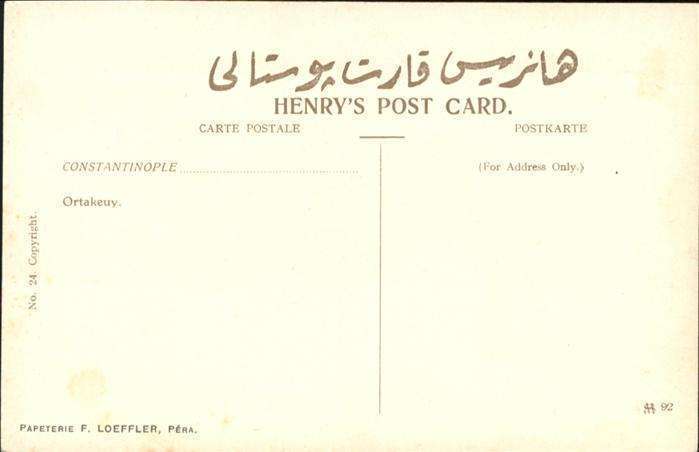 هانریس قارت پوستالی
HENRY'S POST CARD.
CARTE POSTALE
POSTKARTE
CONSTANTINOPLE
(For Address Only.)
Ortakeuy.
No. 24. Copyright.
92
PAPETERIE F. LOEFFLER, PÉRA.